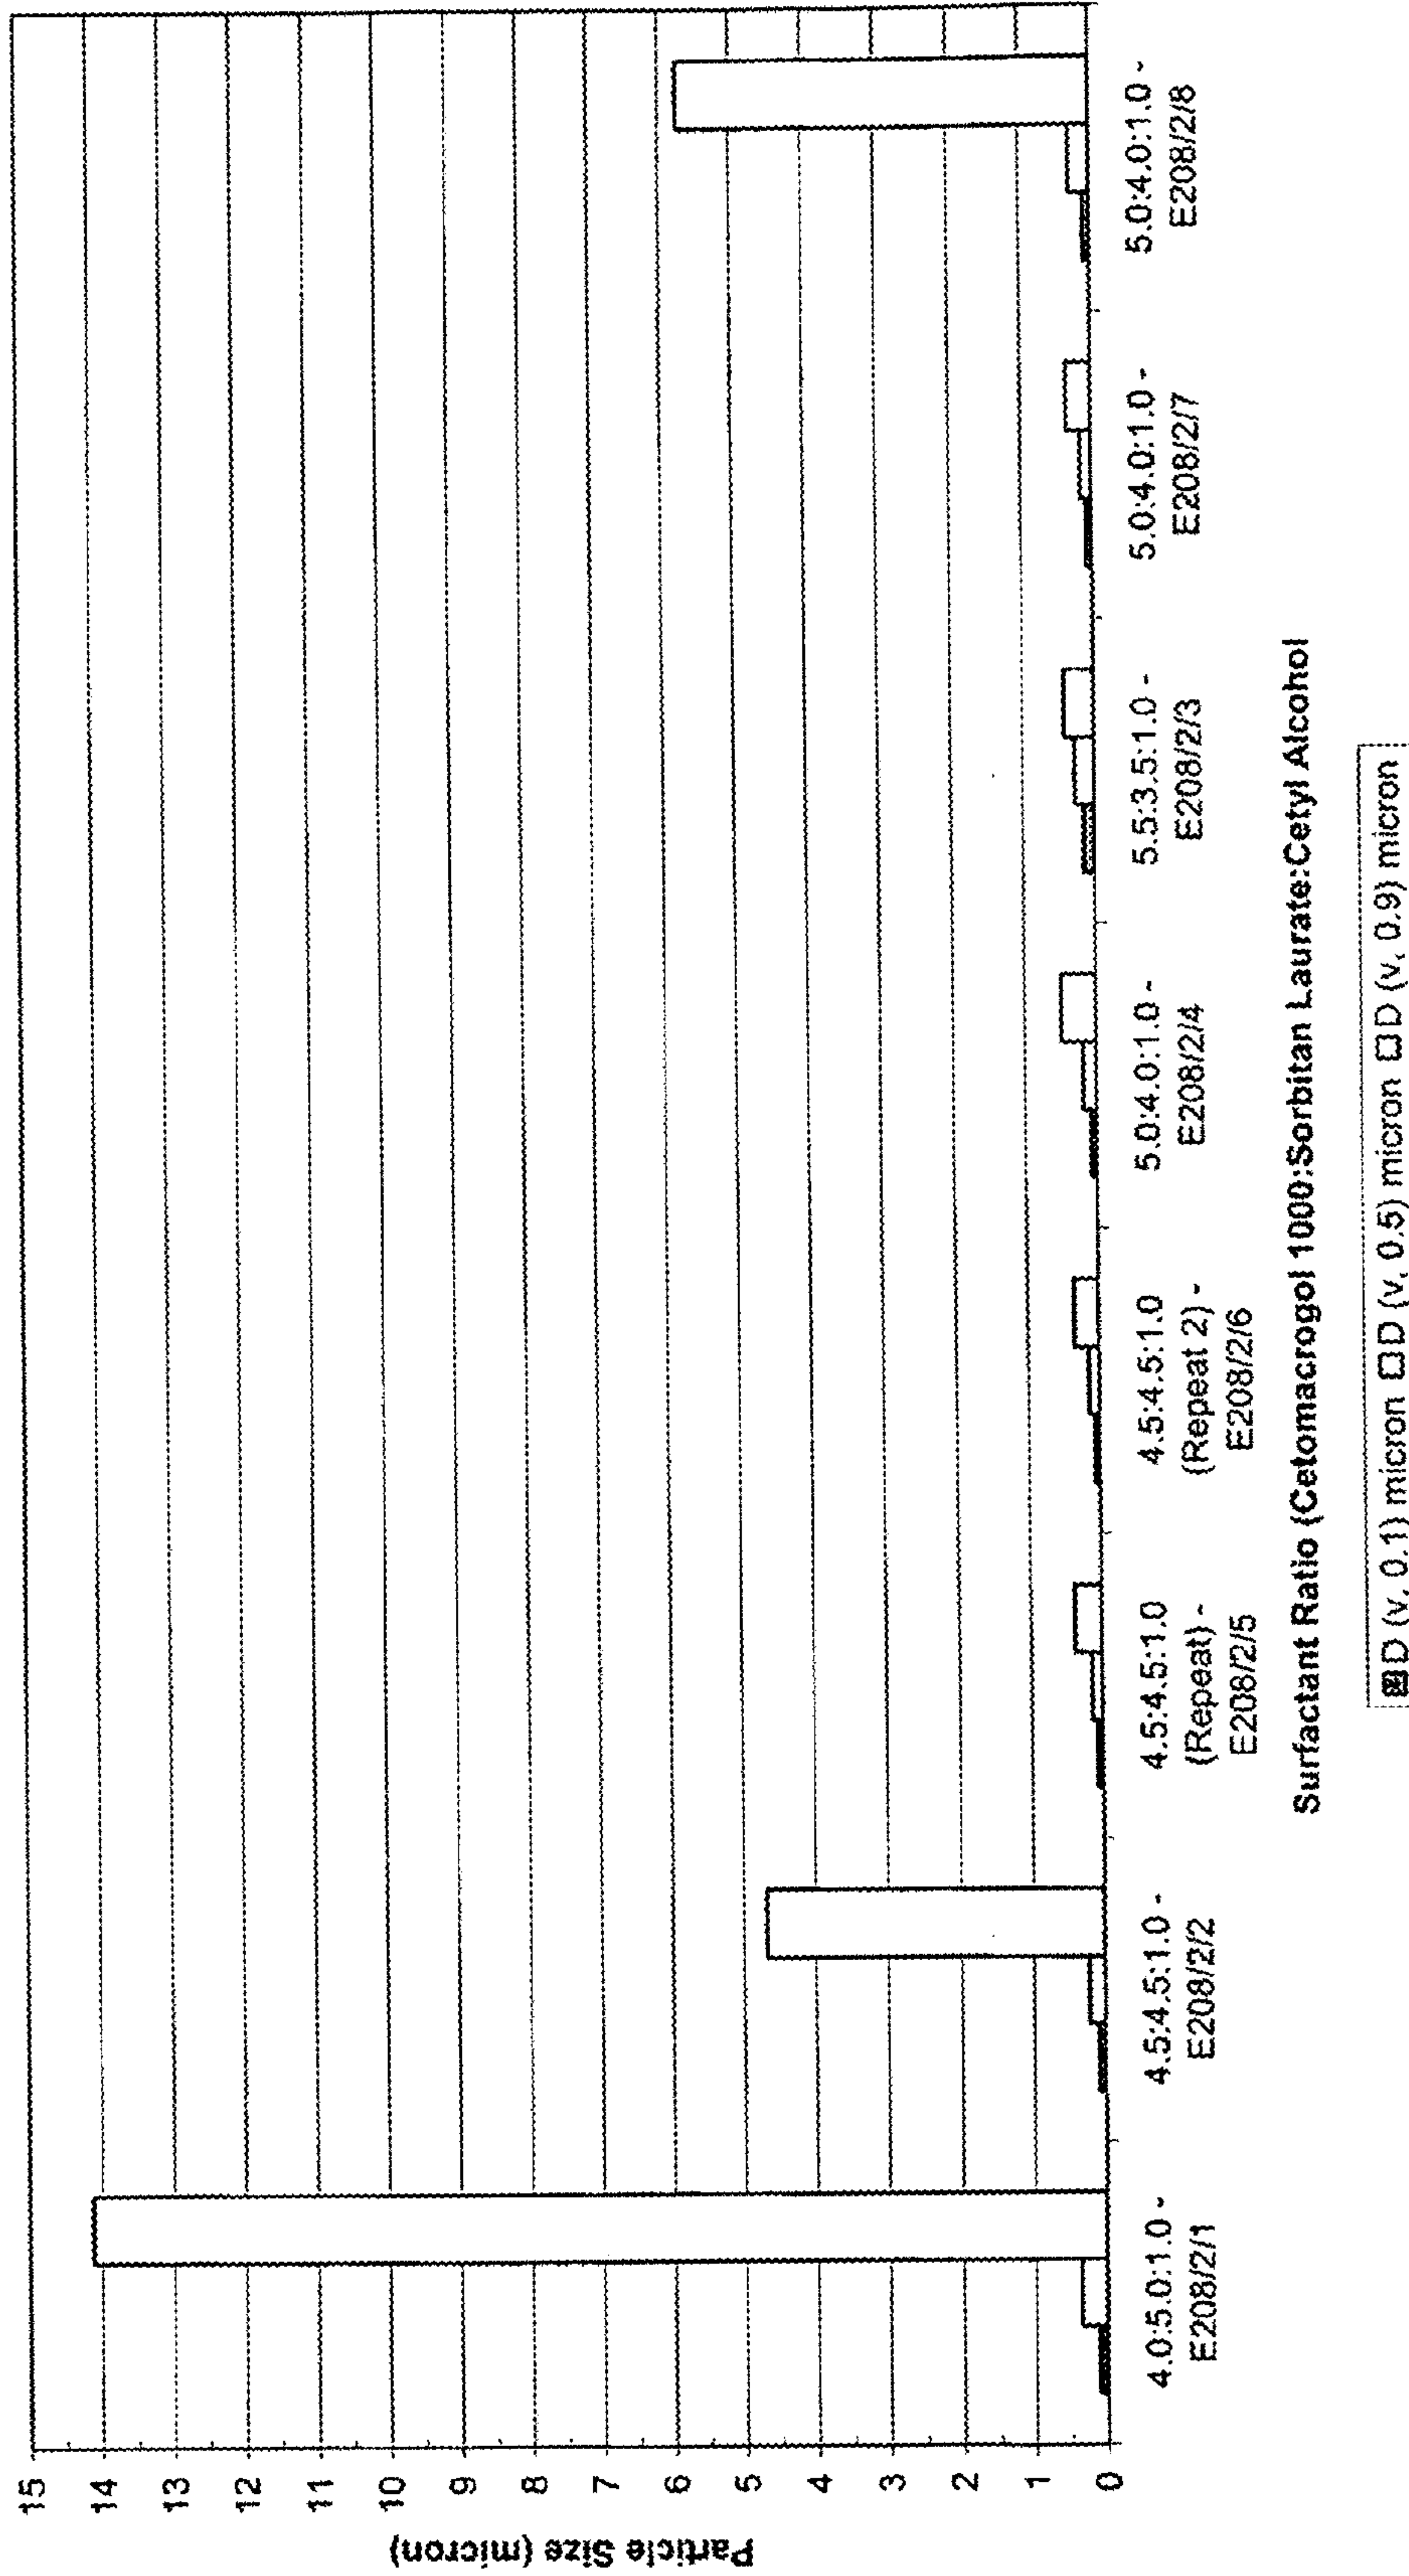 Particle Size (micron)
15
14
13
12
11
10
9
8
7
6
5
4
3
2
1
0
4.0:5.0:1.0 -
E208/2/1
4.5:4.5:1.0 -
E208/2/2
4.5:4.5:1.0
(Repeat) -
E208/2/5
4.5:4.5:1.0
(Repeat 2) -
E208/2/6
5.0:4.0:1.0 -
E208/2/4
5.5:3.5:1.0 -
E208/2/3
5.0:4.0:1.0 -
E208/2/7
5.0:4.0:1.0 -
E208/2/8
Surfactant Ratio (Cetomacrogol 1000:Sorbitan Laurate:Cetyl Alcohol
D (v, 0.1) micron D (v, 0.5) micron D (v, 0.9) micron